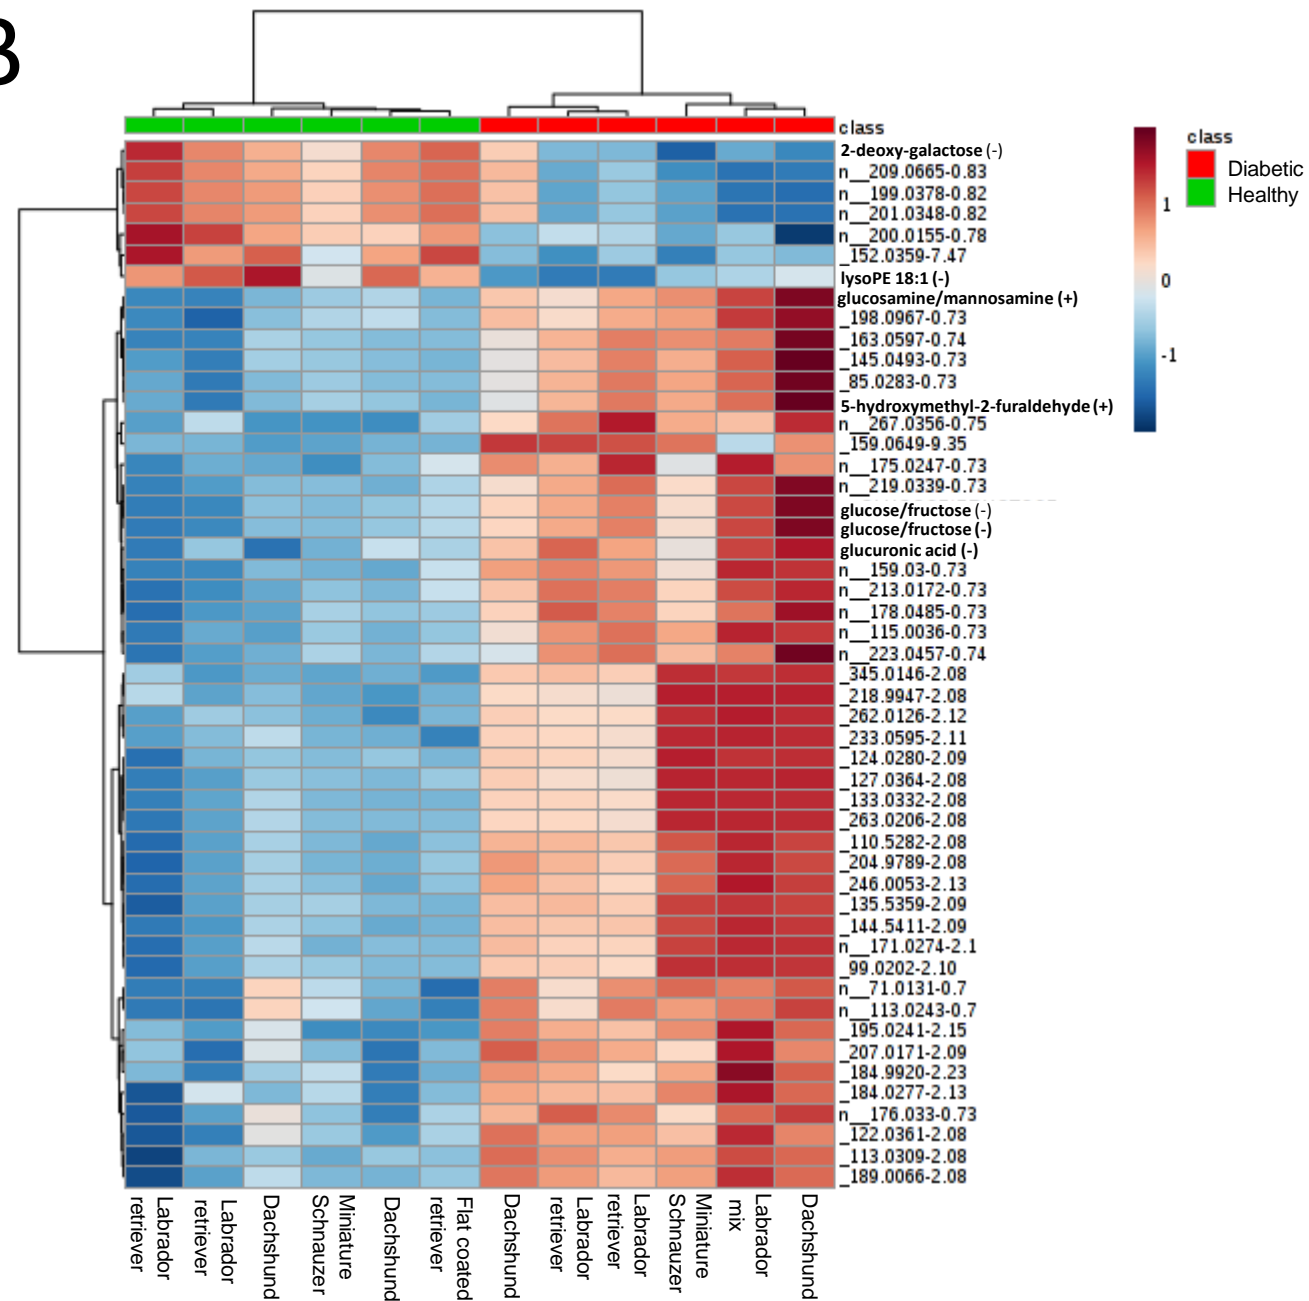 B
class
2-deoxy-galactose (-)
n__209.0665-0.83
n__199.0378-0.82
n__201.0348-0.82
n__200.0155-0.78
_152.0359-7.47
lysoPE 18:1 (-)
glucosamine/mannosamine (+)
_198.0967-0.73
_163.0597-0.74
_145.0493-0.73
_85.0283-0.73
5-hydroxymethyl-2-furaldehyde (+)
n__267.0356-0.75
_159.0649-9.35
n__175.0247-0.73
n__219.0339-0.73
glucose/fructose (-)
glucose/fructose (-)
glucuronic acid (-)
n__159.03-0.73
n__213.0172-0.73
n__178.0485-0.73
n__115.0036-0.73
n__223.0457-0.74
_345.0146-2.08
_218.9947-2.08
_262.0126-2.12
_233.0595-2.11
_124.0280-2.09
_127.0364-2.08
_133.0332-2.08
_263.0206-2.08
_110.5282-2.08
_204.9789-2.08
_246.0053-2.13
_135.5359-2.09
_144.5411-2.09
n__171.0274-2.1
_99.0202-2.10
n__71.0131-0.7
n__113.0243-0.7
_195.0241-2.15
_207.0171-2.09
_184.9920-2.23
_184.0277-2.13
n__176.033-0.73
_122.0361-2.08
_113.0309-2.08
_189.0066-2.08
1
0
-1
class
Diabetic
Healthy
Labrador
retriever
Labrador
retriever
Dachshund
Miniature
Schnauzer
Dachshund
Flat coated
retriever
Dachshund
Labrador
retriever
Labrador
retriever
Miniature
Schnauzer
Labrador
mix
Dachshund